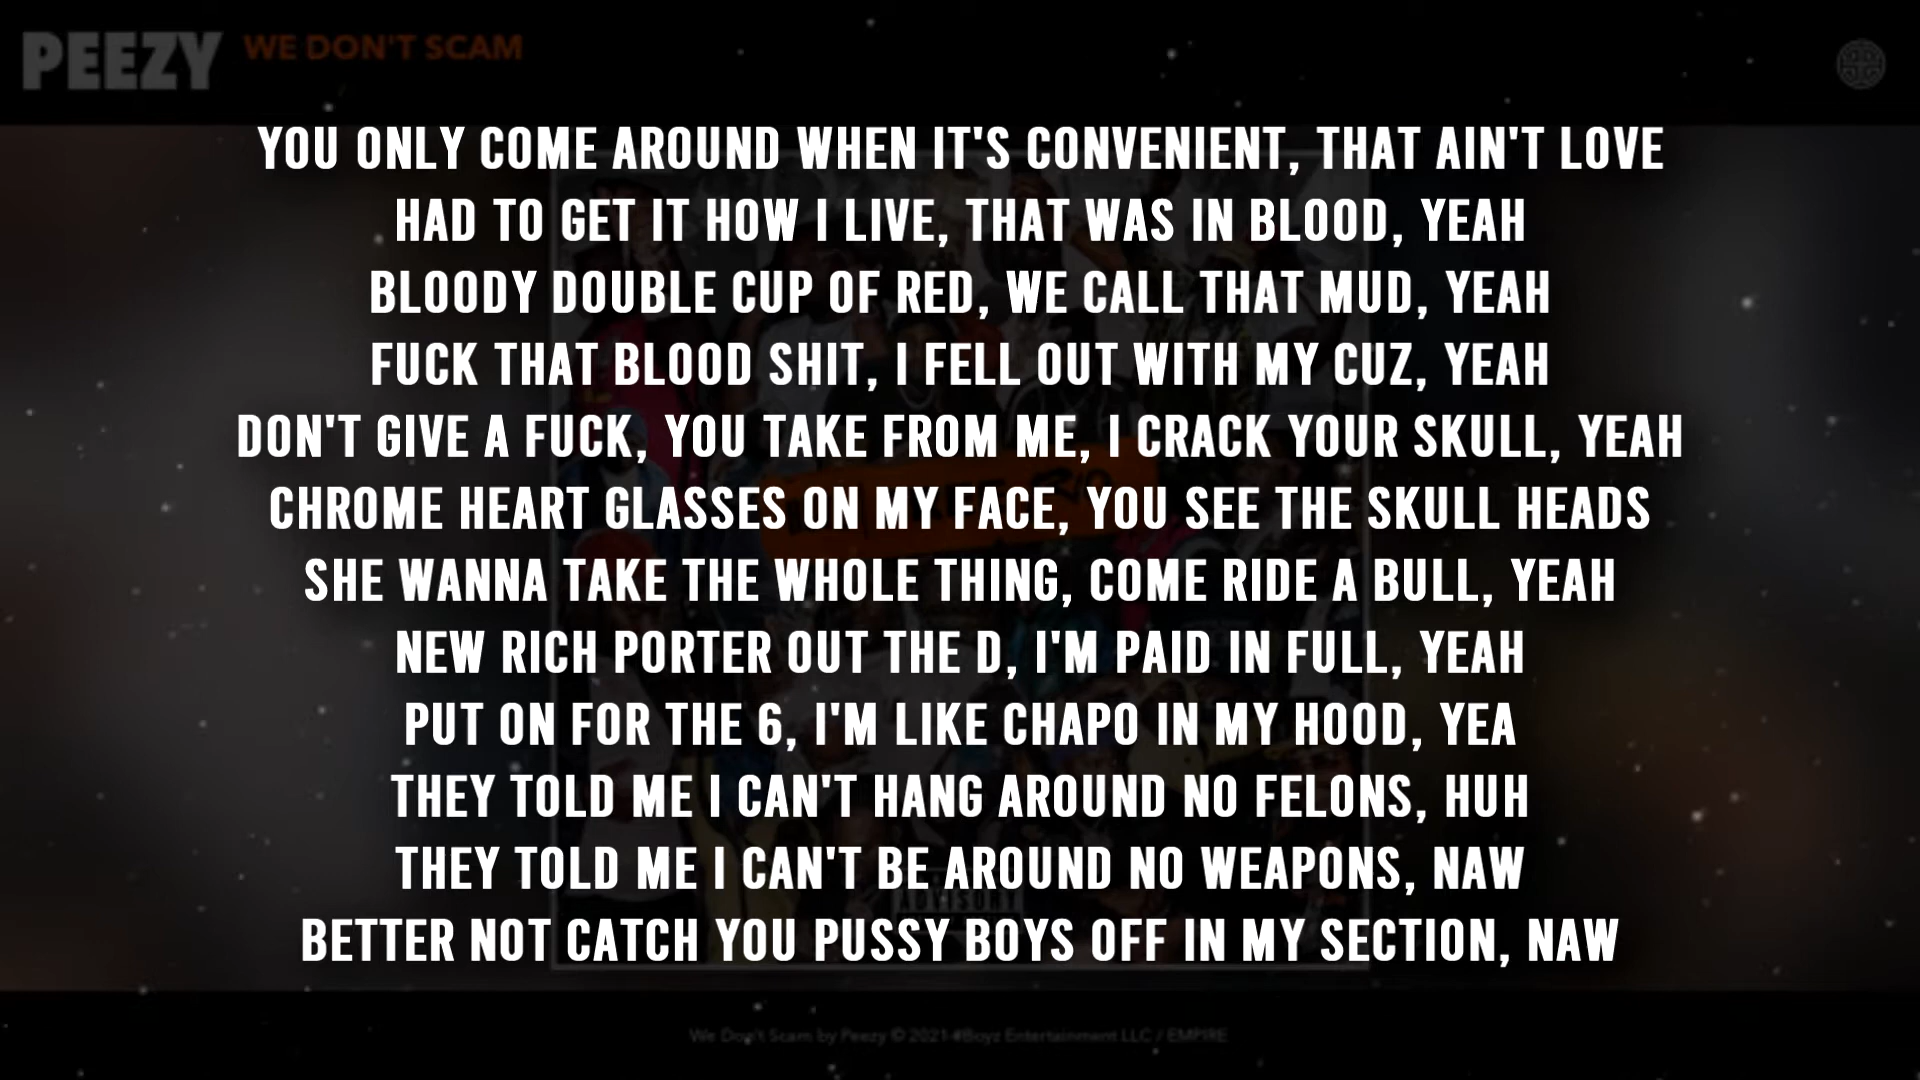 PEEZY WE DON'T SCAM
YOU ONLY COME AROUND WHEN IT'S CONVENIENT, THAT AIN'T LOVE
HAD TO GET IT HOW I LIVE, THAT WAS IN BLOOD, YEAH
BLOODY DOUBLE CUP OF RED, WE CALL THAT MUD, YEAH
FUCK THAT BLOOD SHIT, I FELL OUT WITH MY CUZ, YEAH
DON'T GIVE A FUCK, YOU TAKE FROM ME, I CRACK YOUR SKULL, YEAH
CHROME HEART GLASSES ON MY FACE, YOU SEE THE SKULL HEADS
SHE WANNA TAKE THE WHOLE THING, COME RIDE A BULL, YEAH
NEW RICH PORTER OUT THE D, I'M PAID IN FULL, YEAH
PUT ON FOR THE 6, I'M LIKE CHAPO IN MY HOOD, YEA
THEY TOLD ME I CAN'T HANG AROUND NO FELONS, HUH
THEY TOLD ME I CAN'T BE AROUND NO WEAPONS, NAW
BETTER NOT CATCH YOU PUSSY BOYS OFF IN MY SECTION, NAW
We Don't Scam by Peezy © 2021 #Boyz Entertainment LLC / EMPIRE